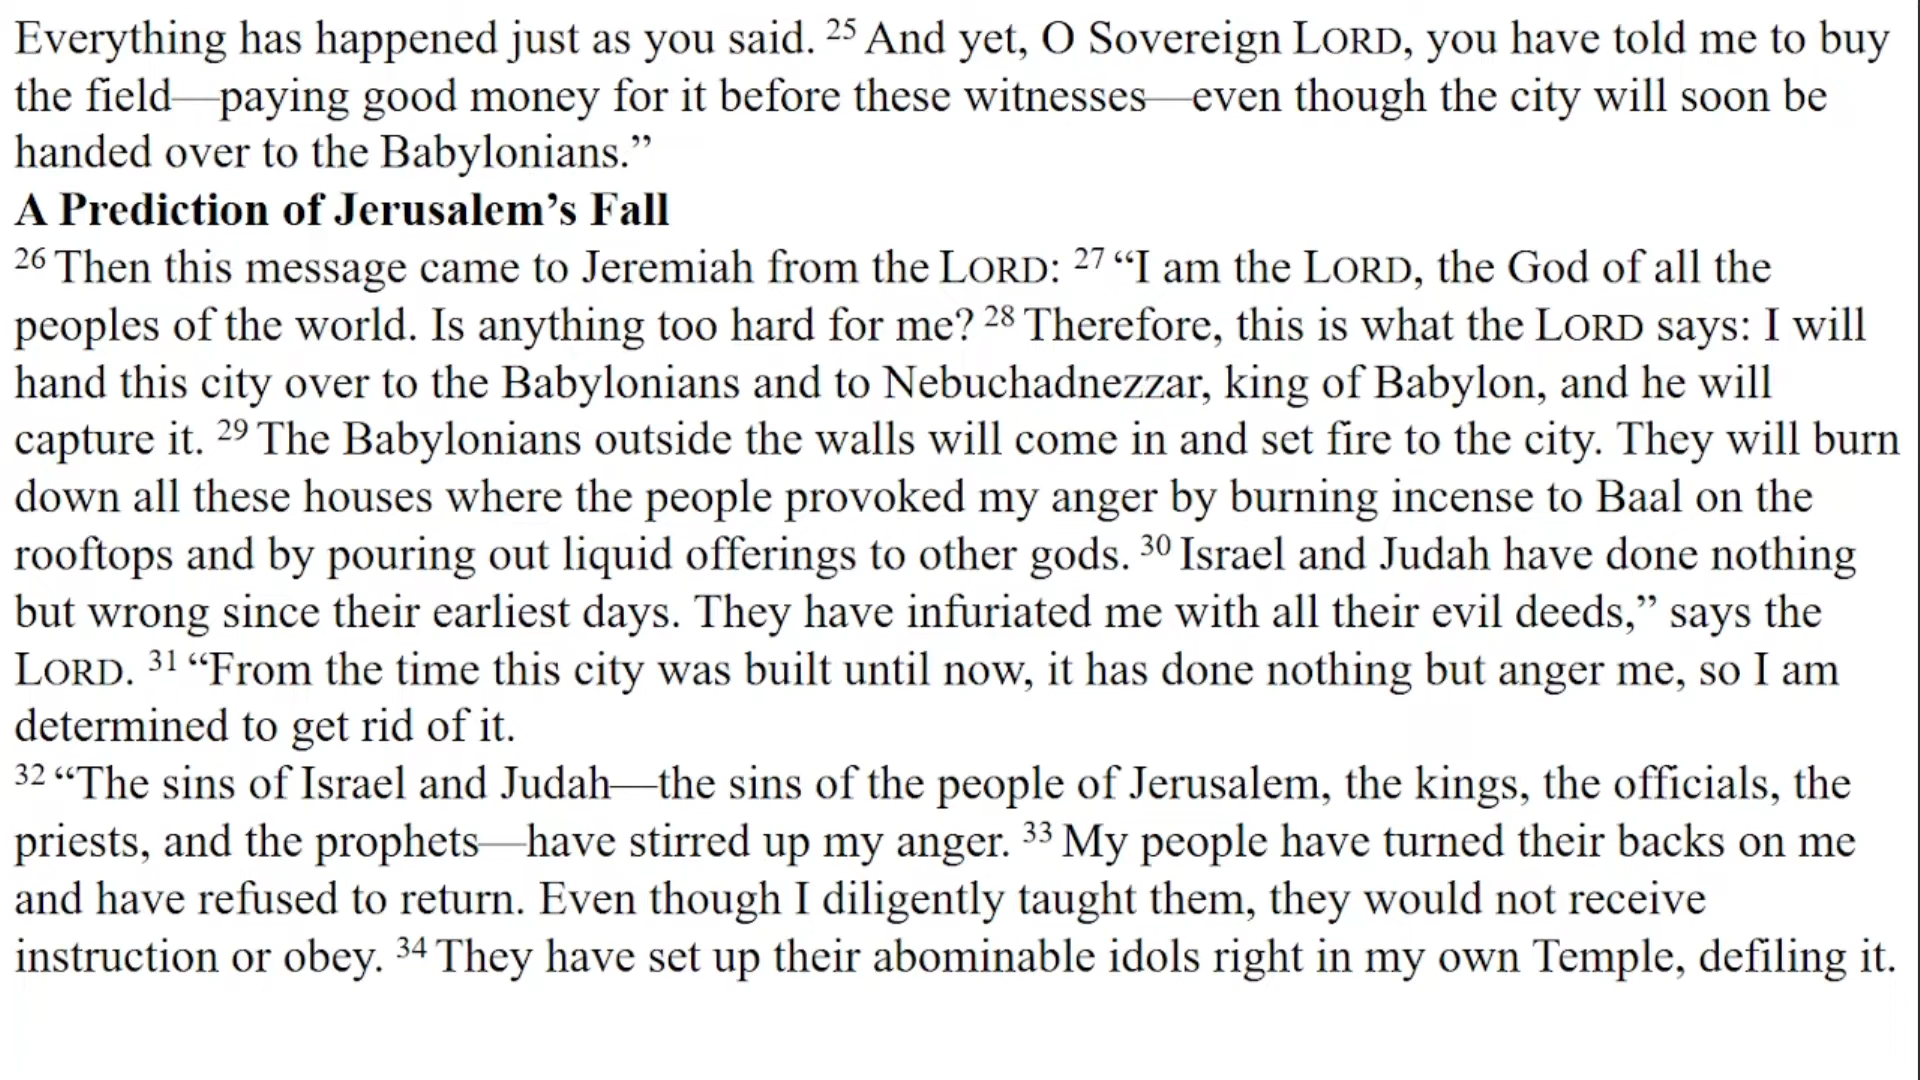 Everything has happened just as you said. 25 And yet, O Sovereign LORD, you have told me to buy
the field—paying good money for it before these witnesses—even though the city will soon be
handed over to the Babylonians.”
A Prediction of Jerusalem’s Fall
26 Then this message came to Jeremiah from the LORD: 27 “I am the LORD, the God of all the
peoples of the world. Is anything too hard for me? 28 Therefore, this is what the LORD says: I will
hand this city over to the Babylonians and to Nebuchadnezzar, king of Babylon, and he will
capture it. 29 The Babylonians outside the walls will come in and set fire to the city. They will burn
down all these houses where the people provoked my anger by burning incense to Baal on the
rooftops and by pouring out liquid offerings to other gods. 30 Israel and Judah have done nothing
but wrong since their earliest days. They have infuriated me with all their evil deeds,” says the
LORD. 31 “From the time this city was built until now, it has done nothing but anger me, so I am
determined to get rid of it.
32 “The sins of Israel and Judah—the sins of the people of Jerusalem, the kings, the officials, the
priests, and the prophets—have stirred up my anger. 33 My people have turned their backs on me
and have refused to return. Even though I diligently taught them, they would not receive
instruction or obey. 34 They have set up their abominable idols right in my own Temple, defiling it.